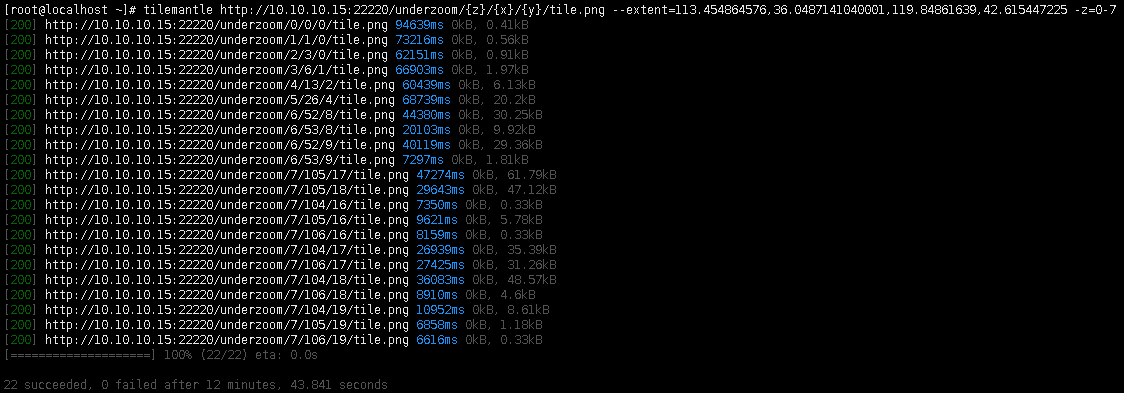 [root@localhost ~]# tilemantle http://10.10.10.15:22220/underzoom/{z}/{x}/{y}/tile.png --extent=113.454864576,36.0487141040001,119.84861639,42.615447225 -z=0-7
[200] http://10.10.10.15:22220/underzoom/0/0/0/tile.png 94639ms 0kB, 0.41kB
[200] http://10.10.10.15:22220/underzoom/1/1/0/tile.png 73216ms 0kB, 0.56kB
[200] http://10.10.10.15:22220/underzoom/2/3/0/tile.png 62151ms 0kB, 0.91kB
[200] http://10.10.10.15:22220/underzoom/3/6/1/tile.png 66903ms 0kB, 1.97kB
[200] http://10.10.10.15:22220/underzoom/4/13/2/tile.png 60439ms 0kB, 6.13kB
[200] http://10.10.10.15:22220/underzoom/5/26/4/tile.png 68739ms 0kB, 20.2kB
[200] http://10.10.10.15:22220/underzoom/6/52/8/tile.png 44380ms 0kB, 30.25kB
[200] http://10.10.10.15:22220/underzoom/6/53/8/tile.png 20103ms 0kB, 9.92kB
[200] http://10.10.10.15:22220/underzoom/6/52/9/tile.png 40119ms 0kB, 29.36kB
[200] http://10.10.10.15:22220/underzoom/6/53/9/tile.png 7297ms 0kB, 1.81kB
[200] http://10.10.10.15:22220/underzoom/7/105/17/tile.png 47274ms 0kB, 61.79kB
[200] http://10.10.10.15:22220/underzoom/7/105/18/tile.png 29643ms 0kB, 47.12kB
[200] http://10.10.10.15:22220/underzoom/7/104/16/tile.png 7350ms 0kB, 0.33kB
[200] http://10.10.10.15:22220/underzoom/7/105/16/tile.png 9621ms 0kB, 5.78kB
[200] http://10.10.10.15:22220/underzoom/7/106/16/tile.png 8159ms 0kB, 0.33kB
[200] http://10.10.10.15:22220/underzoom/7/104/17/tile.png 26939ms 0kB, 35.39kB
[200] http://10.10.10.15:22220/underzoom/7/106/17/tile.png 27425ms 0kB, 31.26kB
[200] http://10.10.10.15:22220/underzoom/7/104/18/tile.png 36083ms 0kB, 48.57kB
[200] http://10.10.10.15:22220/underzoom/7/106/18/tile.png 8910ms 0kB, 4.6kB
[200] http://10.10.10.15:22220/underzoom/7/104/19/tile.png 10952ms 0kB, 8.61kB
[200] http://10.10.10.15:22220/underzoom/7/105/19/tile.png 6858ms 0kB, 1.18kB
[200] http://10.10.10.15:22220/underzoom/7/106/19/tile.png 6616ms 0kB, 0.33kB
[====================] 100% (22/22) eta: 0.0s
22 succeeded, 0 failed after 12 minutes, 43.841 seconds